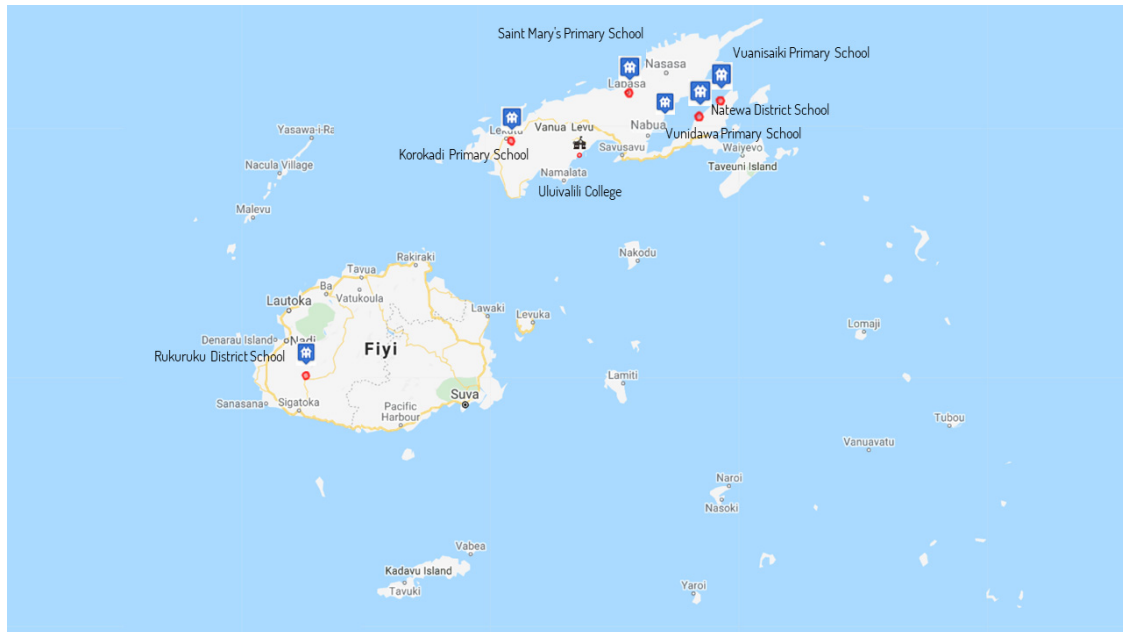 Saint Mary's Primary School
Vuanisaiki Primary School
Nasasa
Labasa
Natewa District School
Lekutu
Vanua Levu
Nabua
Vunidawa Primary School
Yasawa-i-Ra
Korokadi Primary School
Savusavu
Waiyevo
Nacula Village
Namalata
Taveuni Island
Uluivalili College
Malevu
Nakodu
Rakiraki
Tavua
Ba
Vatukoula
Lautoka
Lawaki
Levuka
Lomaji
Denarau Island
Nadi
Fiyi
Rukuruku District School
Lamiti
Suva
Sanasana
Sigatoka
Pacific
Harbour
Tubou
Vanuavatu
Naroi
Nasoki
Vabea
Kadavu Island
Tavuki
Yaroi